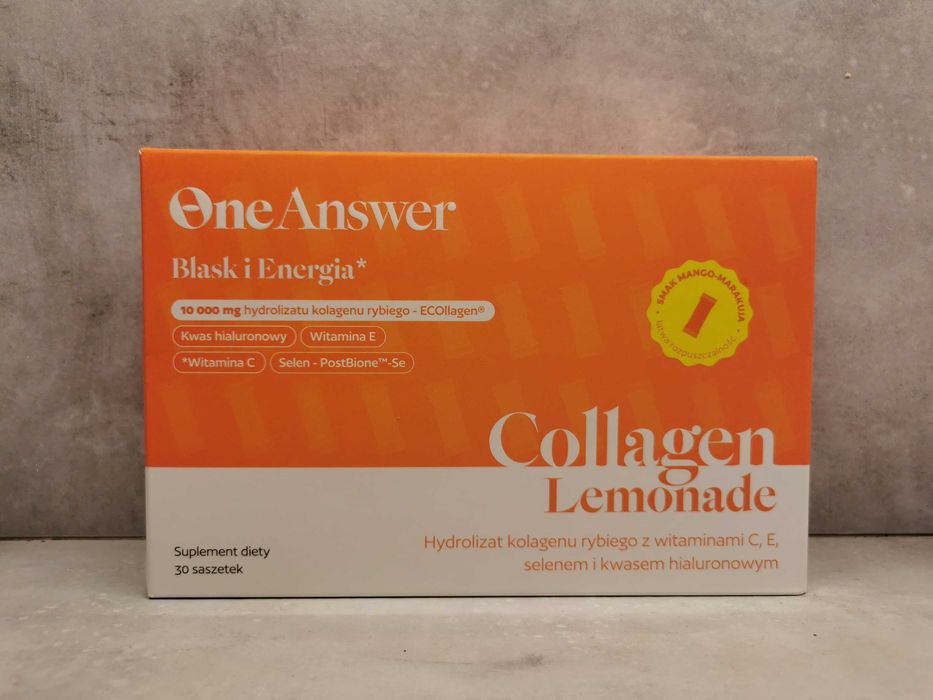 OneAnswer
Blask i Energia*
10 000 mg hydrolizatu kolagenu rybiego - ECOllagen®
Kwas hialuronowy
Witamina E
*Witamina C
Selen - PostBione™-Se
SMAK MANGO-MARAKUJA
łatwa rozpuszczalność
Collagen
Lemonade
Hydrolizat kolagenu rybiego z witaminami C, E,
selenem i kwasem hialuronowym
Suplement diety
30 saszetek